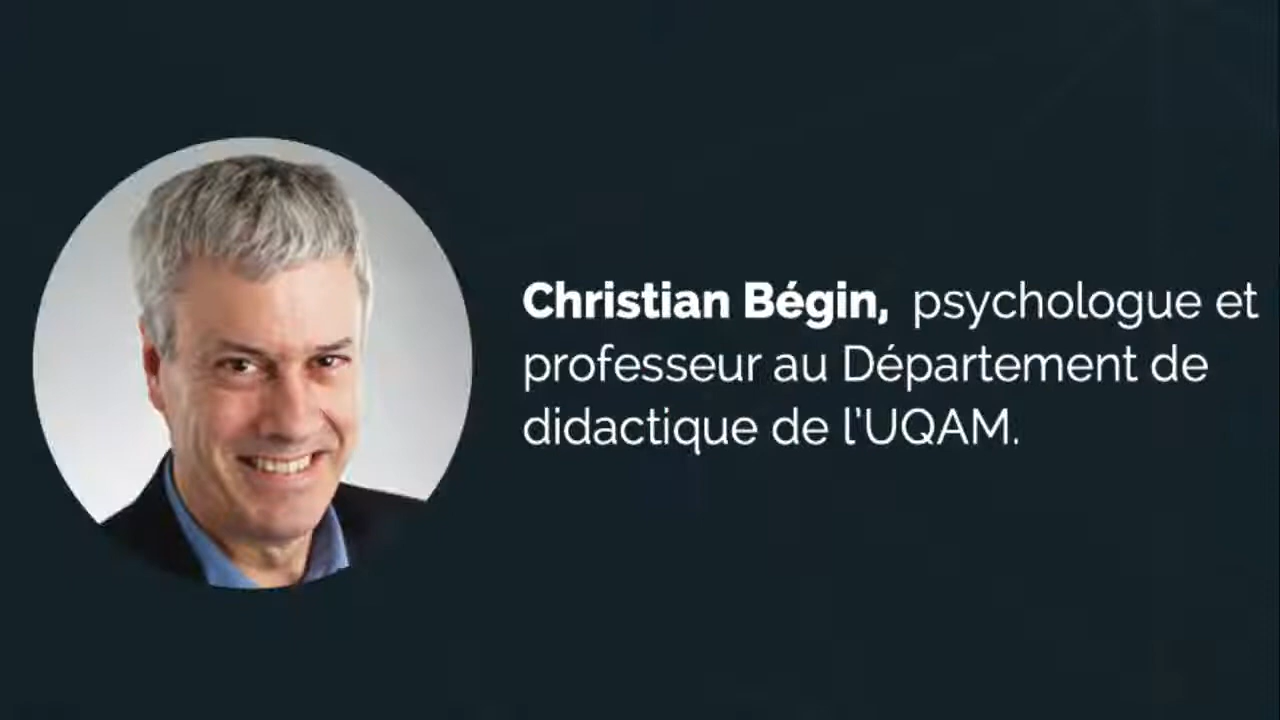 Christian Bégin, psychologue et
professeur au Département de
didactique de l'UQAM.